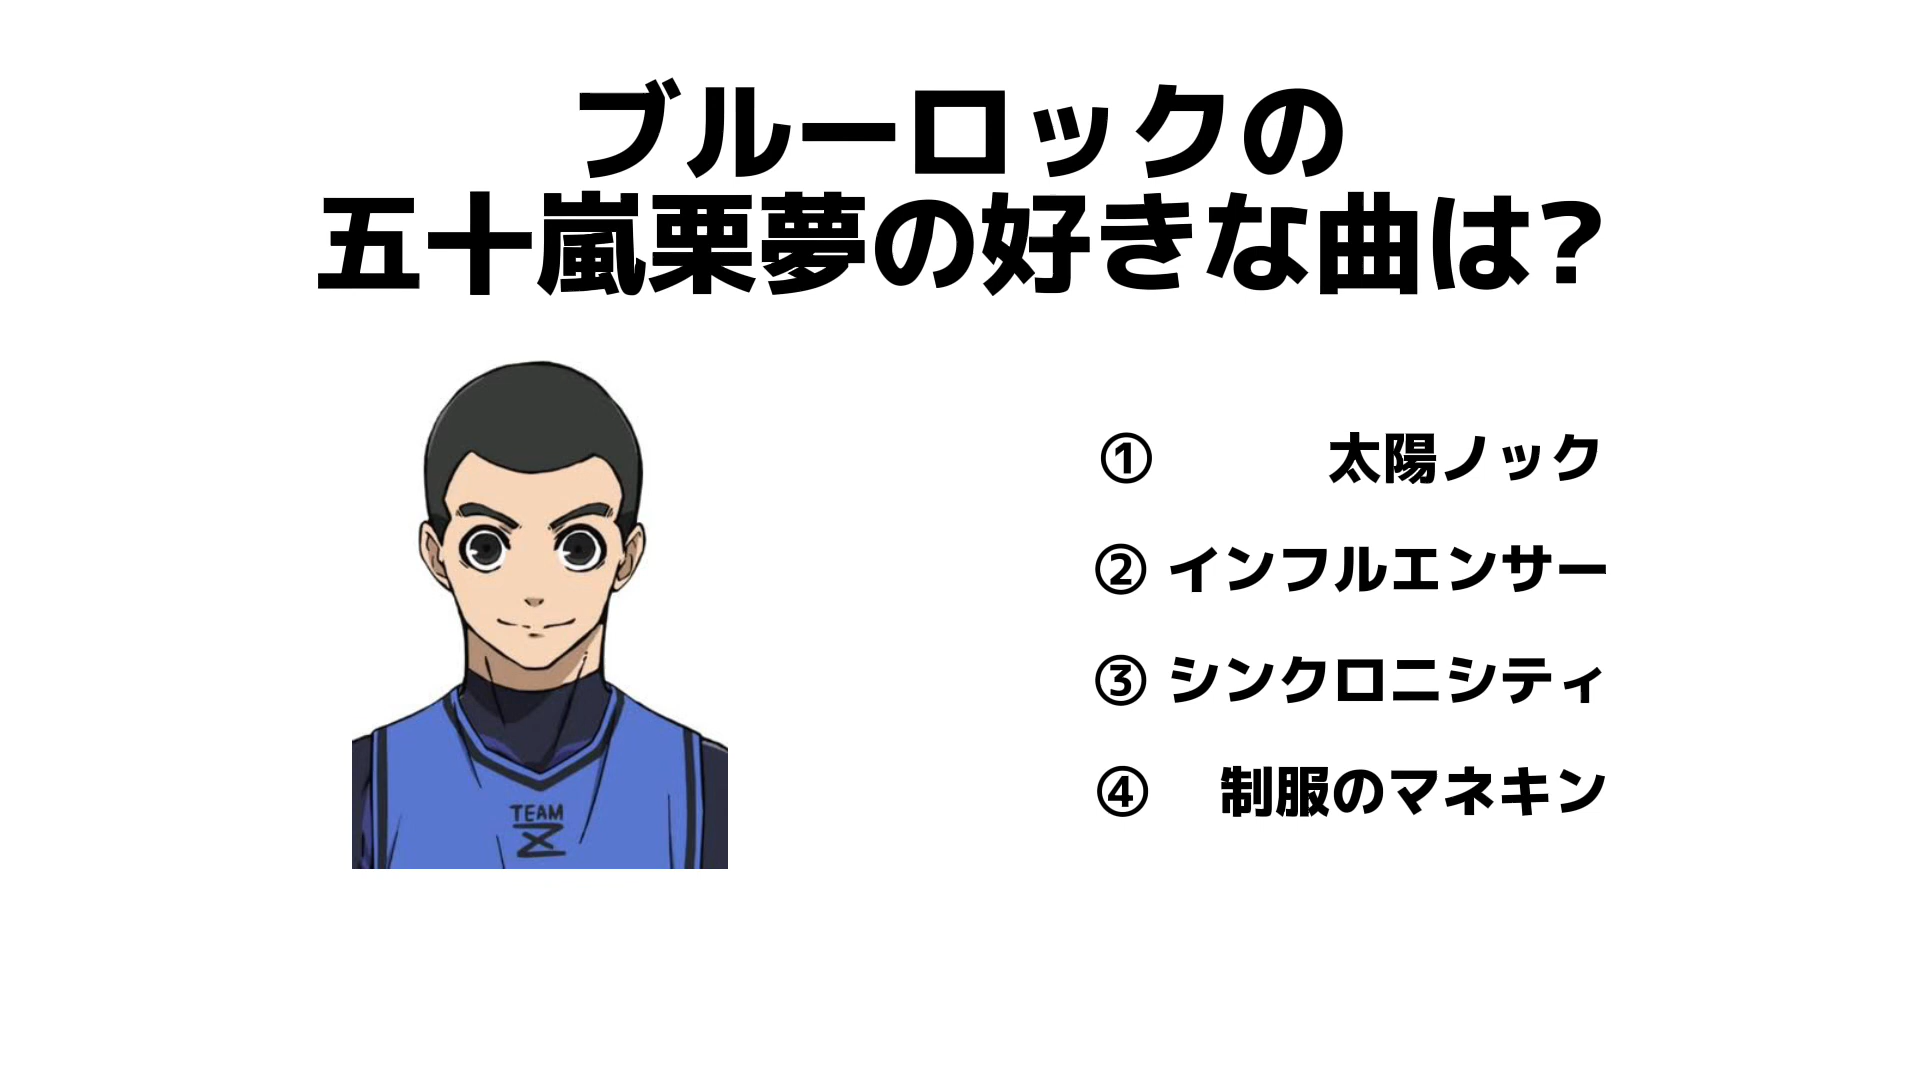 ブルーロックの
五十嵐栗夢の好きな曲は?
① 太陽ノック
② インフルエンサー
③ シンクロニシティ
④ 制服のマネキン
TEAM
Z